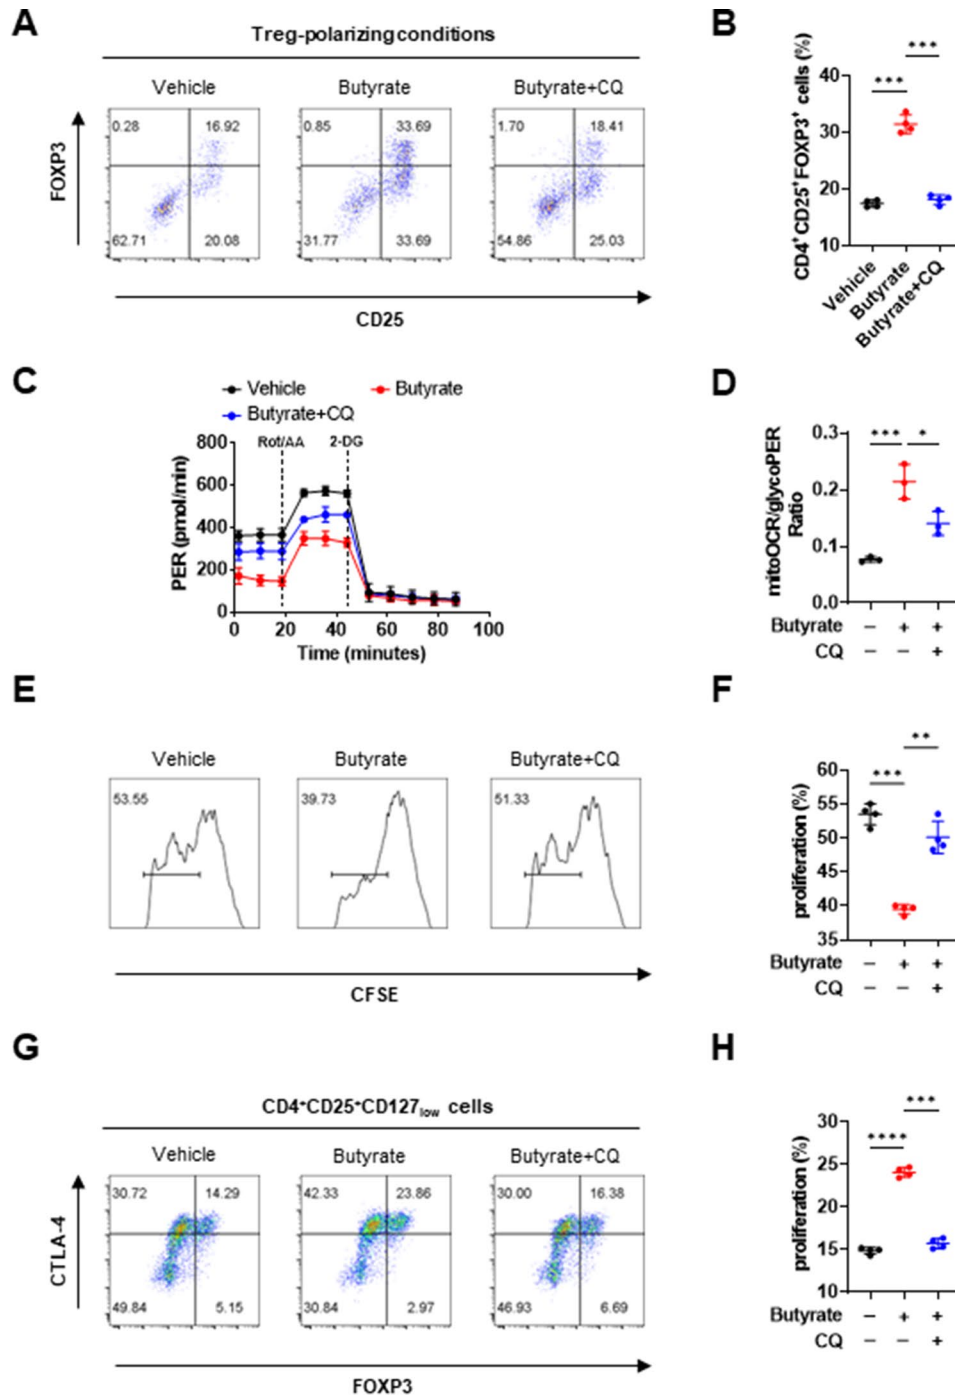 A
Treg-polarizing conditions
Vehicle Butyrate Butyrate+CQ
FOXP3
0.28 16.92
62.71 20.08
0.85 33.69
31.77 33.69
1.70 18.41
54.86 25.03
CD25
B
CD4+CD25+FOXP3+ cells (%)
***
***
40
30
20
10
Vehicle
Butyrate
Butyrate+CQ
C
Vehicle Butyrate
Butyrate+CQ
PER (pmol/min)
800
600
400
200
0
Rot/AA 2-DG
0 20 40 60 80 100
Time (minutes)
D
mitoOCR/glycoPER
Ratio
*** *
0.3
0.2
0.1
0.0
Butyrate − + +
CQ − − +
E
Vehicle Butyrate Butyrate+CQ
53.55 39.73 51.33
CFSE
F
proliferation (%)
**
***
60
55
50
45
40
35
Butyrate − + +
CQ − − +
G
CD4+CD25+CD127low cells
Vehicle Butyrate Butyrate+CQ
CTLA-4
30.72 14.29
49.84 5.15
42.33 23.86
30.84 2.97
30.00 16.38
46.93 6.69
FOXP3
H
proliferation (%)
***
****
30
25
20
15
10
Butyrate − + +
CQ − − +